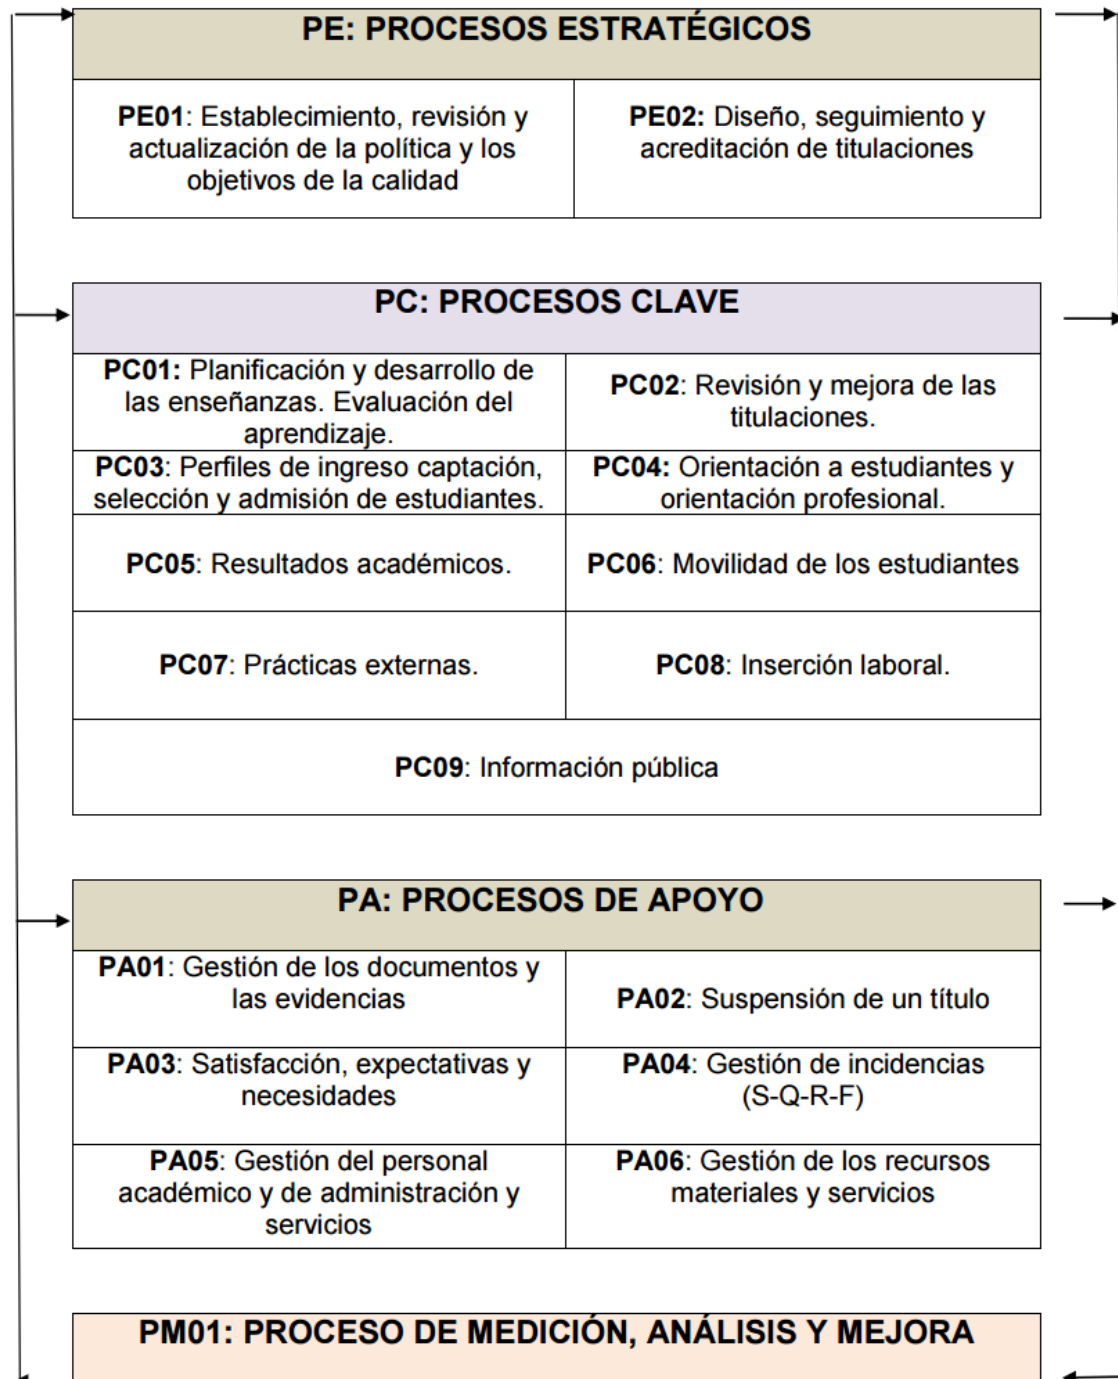 PE: PROCESOS ESTRATÉGICOS
PE01: Establecimiento, revisión y
actualización de la política y los
objetivos de la calidad
PE02: Diseño, seguimiento y
acreditación de titulaciones
PC: PROCESOS CLAVE
PC01: Planificación y desarrollo de
las enseñanzas. Evaluación del
aprendizaje.
PC02: Revisión y mejora de las
titulaciones.
PC03: Perfiles de ingreso captación,
selección y admisión de estudiantes.
PC04: Orientación a estudiantes y
orientación profesional.
PC05: Resultados académicos.
PC06: Movilidad de los estudiantes
PC07: Prácticas externas.
PC08: Inserción laboral.
PC09: Información pública
PA: PROCESOS DE APOYO
PA01: Gestión de los documentos y
las evidencias
PA02: Suspensión de un título
PA03: Satisfacción, expectativas y
necesidades
PA04: Gestión de incidencias
(S-Q-R-F)
PA05: Gestión del personal
académico y de administración y
servicios
PA06: Gestión de los recursos
materiales y servicios
PM01: PROCESO DE MEDICIÓN, ANÁLISIS Y MEJORA